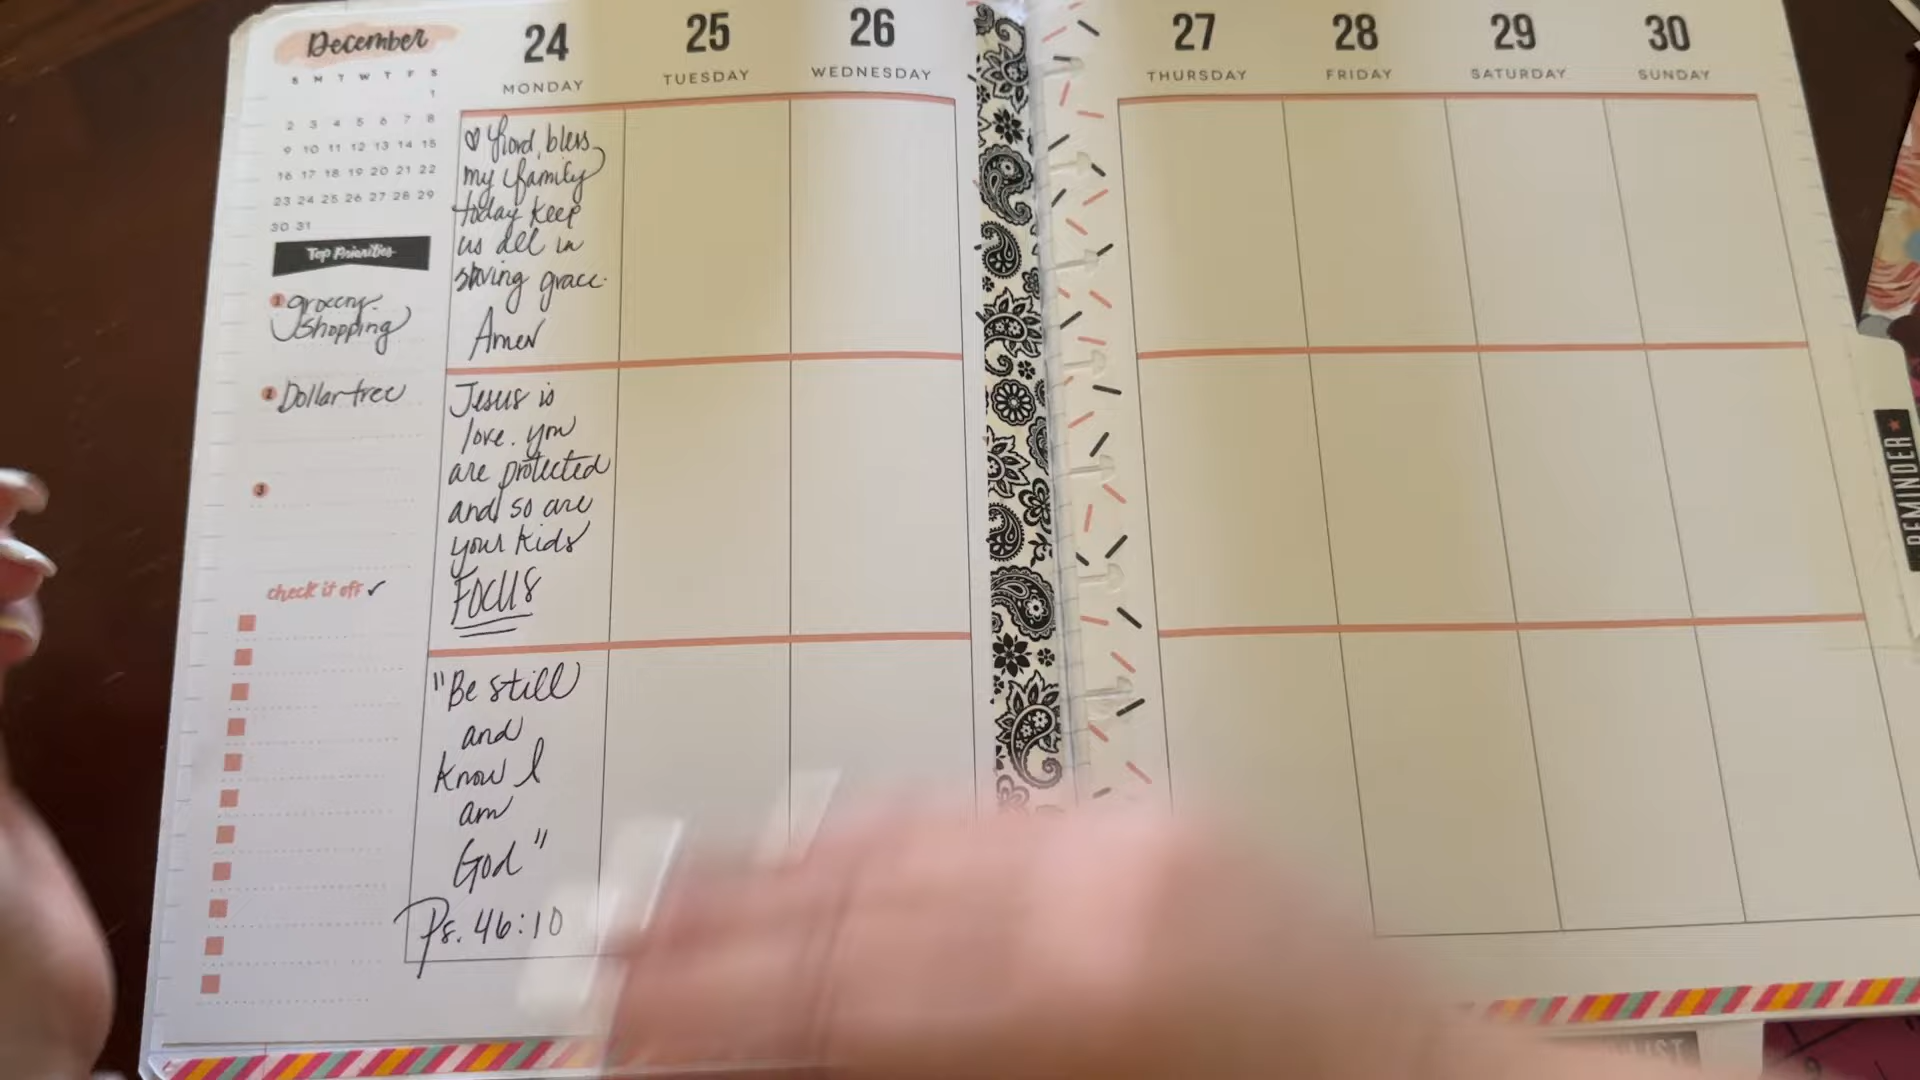 December
S M T W T F S
1
2 3 4 5 6 7 8
9 10 11 12 13 14 15
16 17 18 19 20 21 22
23 24 25 26 27 28 29
30 31
Top Priorities
1 grocery
shopping
2 Dollar tree
3
check it off ✓
24
MONDAY
♡ Lord, bless
my family
today keep
us all in
saving grace.
Amen
Jesus is
love. you
are protected
and so are
your kids
FOCUS
"Be still
and
know I
am
God"
Ps. 46:10
25
TUESDAY
26
WEDNESDAY
27
THURSDAY
28
FRIDAY
29
SATURDAY
30
SUNDAY
REMINDER